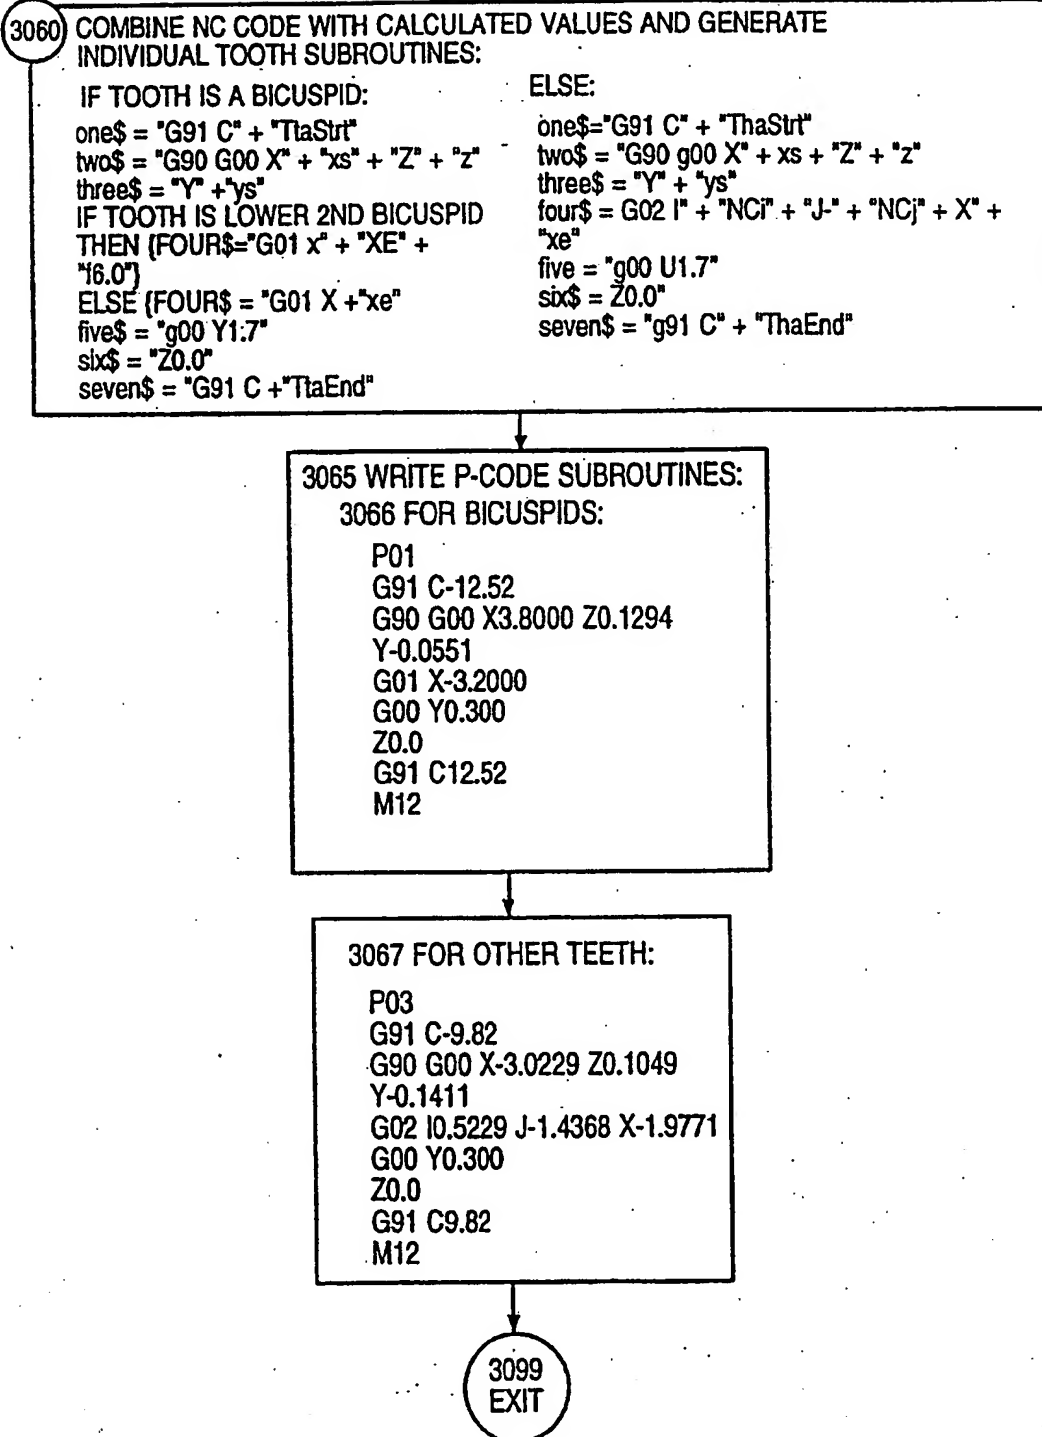 3060 COMBINE NC CODE WITH CALCULATED VALUES AND GENERATE
INDIVIDUAL TOOTH SUBROUTINES:
IF TOOTH IS A BICUSPID:
one$ = "G91 C" + "TtaStrt"
two$ = "G90 G00 X" + "xs" + "Z" + "z"
three$ = "Y" +"ys"
IF TOOTH IS LOWER 2ND BICUSPID
THEN {FOUR$="G01 x" + "XE" +
"f6.0"}
ELSE {FOUR$ = "G01 X +"xe"
five$ = "g00 Y1:7"
six$ = "Z0.0"
seven$ = "G91 C +"TtaEnd"
ELSE:
one$="G91 C" + "ThaStrt"
two$ = "G90 g00 X" + xs + "Z" + "z"
three$ = "Y" + "ys"
four$ = G02 I" + "NCi" + "J-" + "NCj" + X" +
"xe"
five = "g00 U1.7"
six$ = Z0.0"
seven$ = "g91 C" + "ThaEnd"
3065 WRITE P-CODE SUBROUTINES:
3066 FOR BICUSPIDS:
P01
G91 C-12.52
G90 G00 X3.8000 Z0.1294
Y-0.0551
G01 X-3.2000
G00 Y0.300
Z0.0
G91 C12.52
M12
3067 FOR OTHER TEETH:
P03
G91 C-9.82
G90 G00 X-3.0229 Z0.1049
Y-0.1411
G02 I0.5229 J-1.4368 X-1.9771
G00 Y0.300
Z0.0
G91 C9.82
M12
3099
EXIT